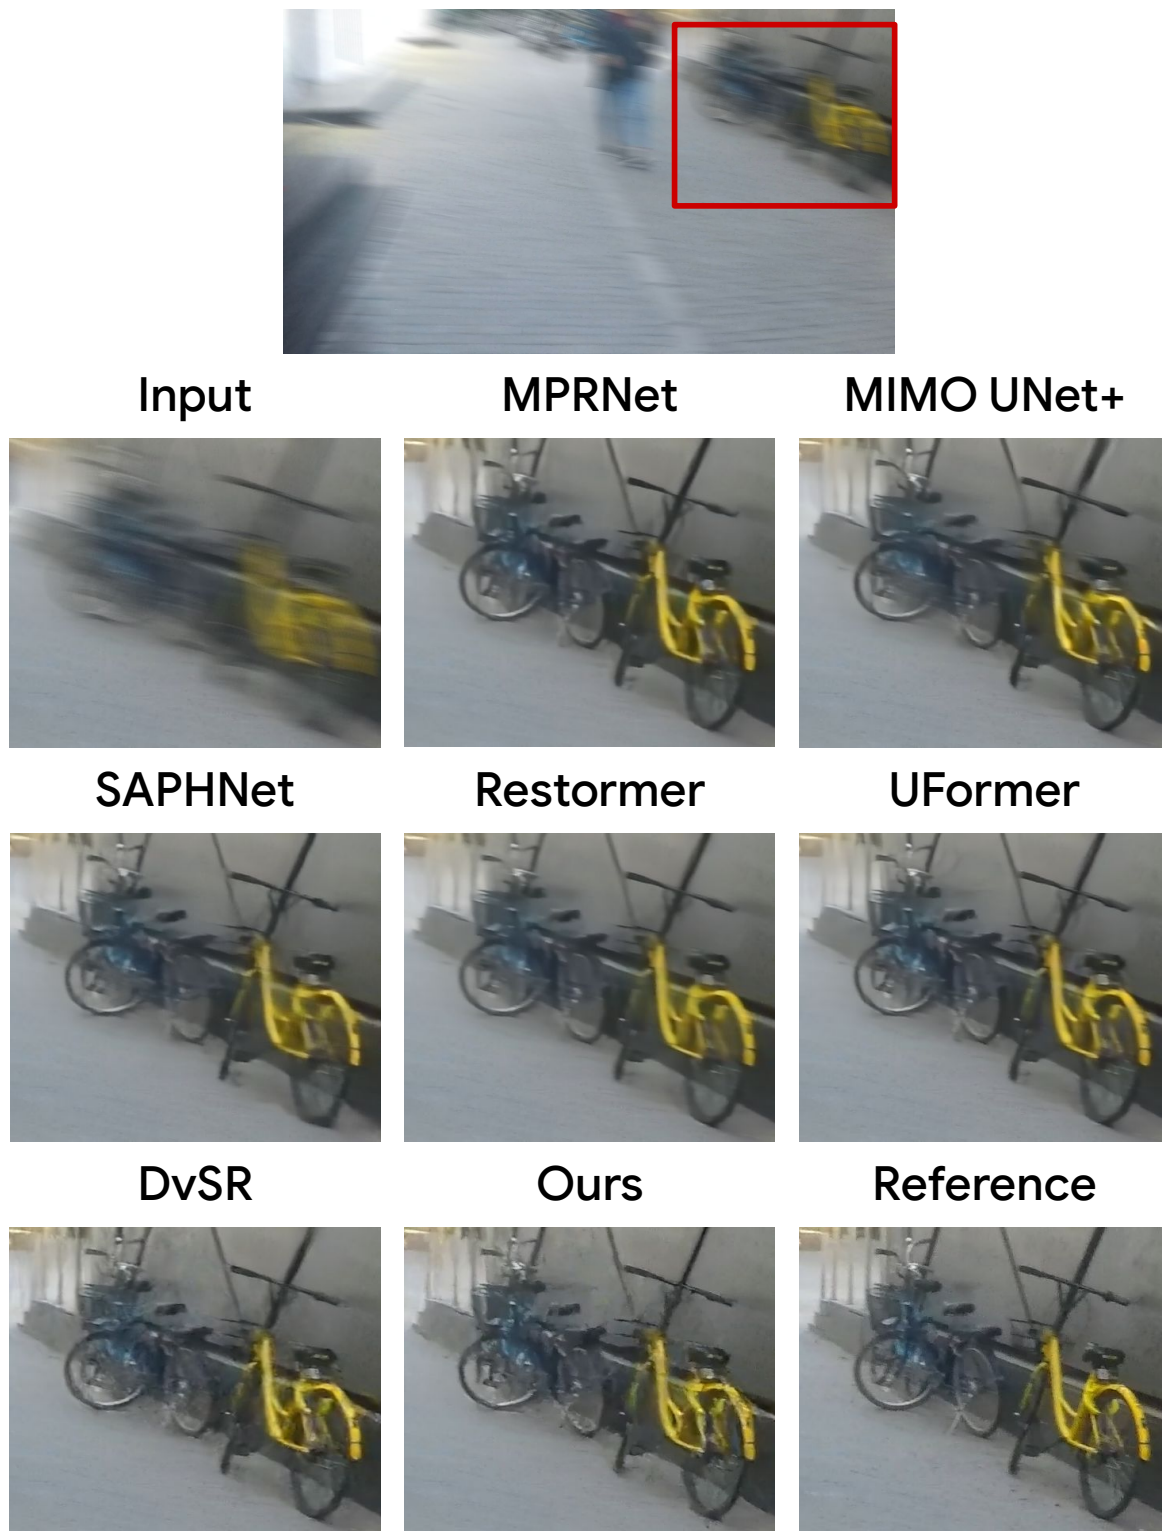 Input
MPRNet
MIMO UNet+
SAPHNet
Restormer
UFormer
DvSR
Ours
Reference